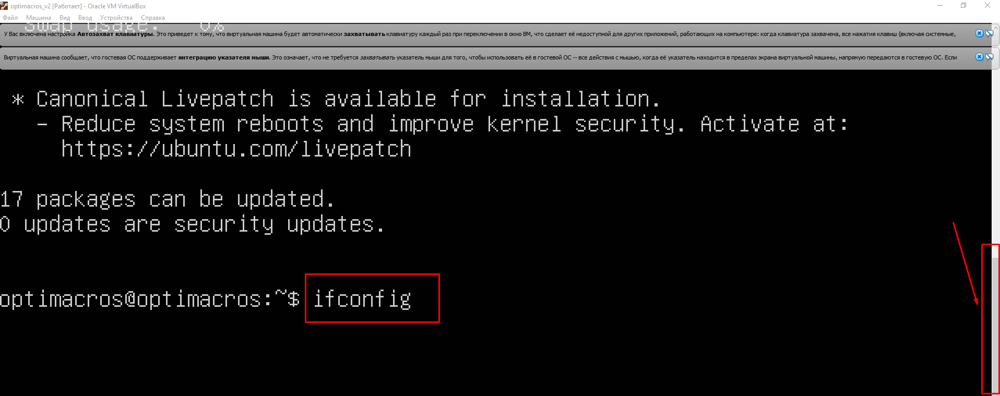 optimacros_v2 [Работает] - Oracle VM VirtualBox
Файл Машина Вид Ввод Устройства Справка
Swap usage: 0%
У Вас включена настройка Автозахват клавиатуры. Это приведет к тому, что виртуальная машина будет автоматически захватывать клавиатуру каждый раз при переключении в окно ВМ, что сделает её недоступной для других приложений, работающих на компьютере: когда клавиатура захвачена, все нажатия клавиш (включая системные,
Виртуальная машина сообщает, что гостевая ОС поддерживает интеграцию указателя мыши. Это означает, что не требуется захватывать указатель мыши для того, чтобы использовать её в гостевой ОС -- все действия с мышью, когда её указатель находится в пределах экрана виртуальной машины, напрямую передаются в гостевую ОС. Если
* Canonical Livepatch is available for installation.
- Reduce system reboots and improve kernel security. Activate at:
https://ubuntu.com/livepatch
17 packages can be updated.
0 updates are security updates.
optimacros@optimacros:~$ ifconfig